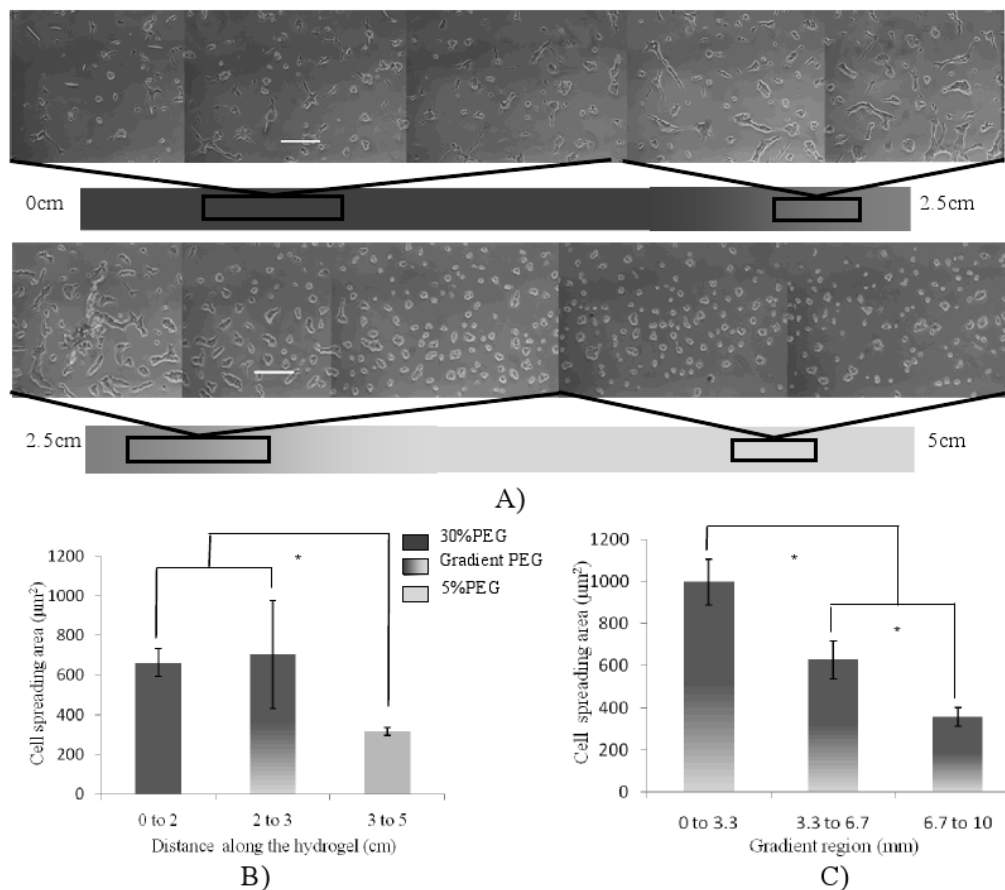 0cm
2.5cm
2.5cm
5cm
A)
30%PEG
Gradient PEG
5%PEG
*
1200
1000
800
600
400
200
0
Cell spreading area (µm²)
0 to 2
2 to 3
3 to 5
Distance along the hydrogel (cm)
B)
*
*
1200
1000
800
600
400
200
0
Cell spreading area (µm²)
0 to 3.3
3.3 to 6.7
6.7 to 10
Gradient region (mm)
C)